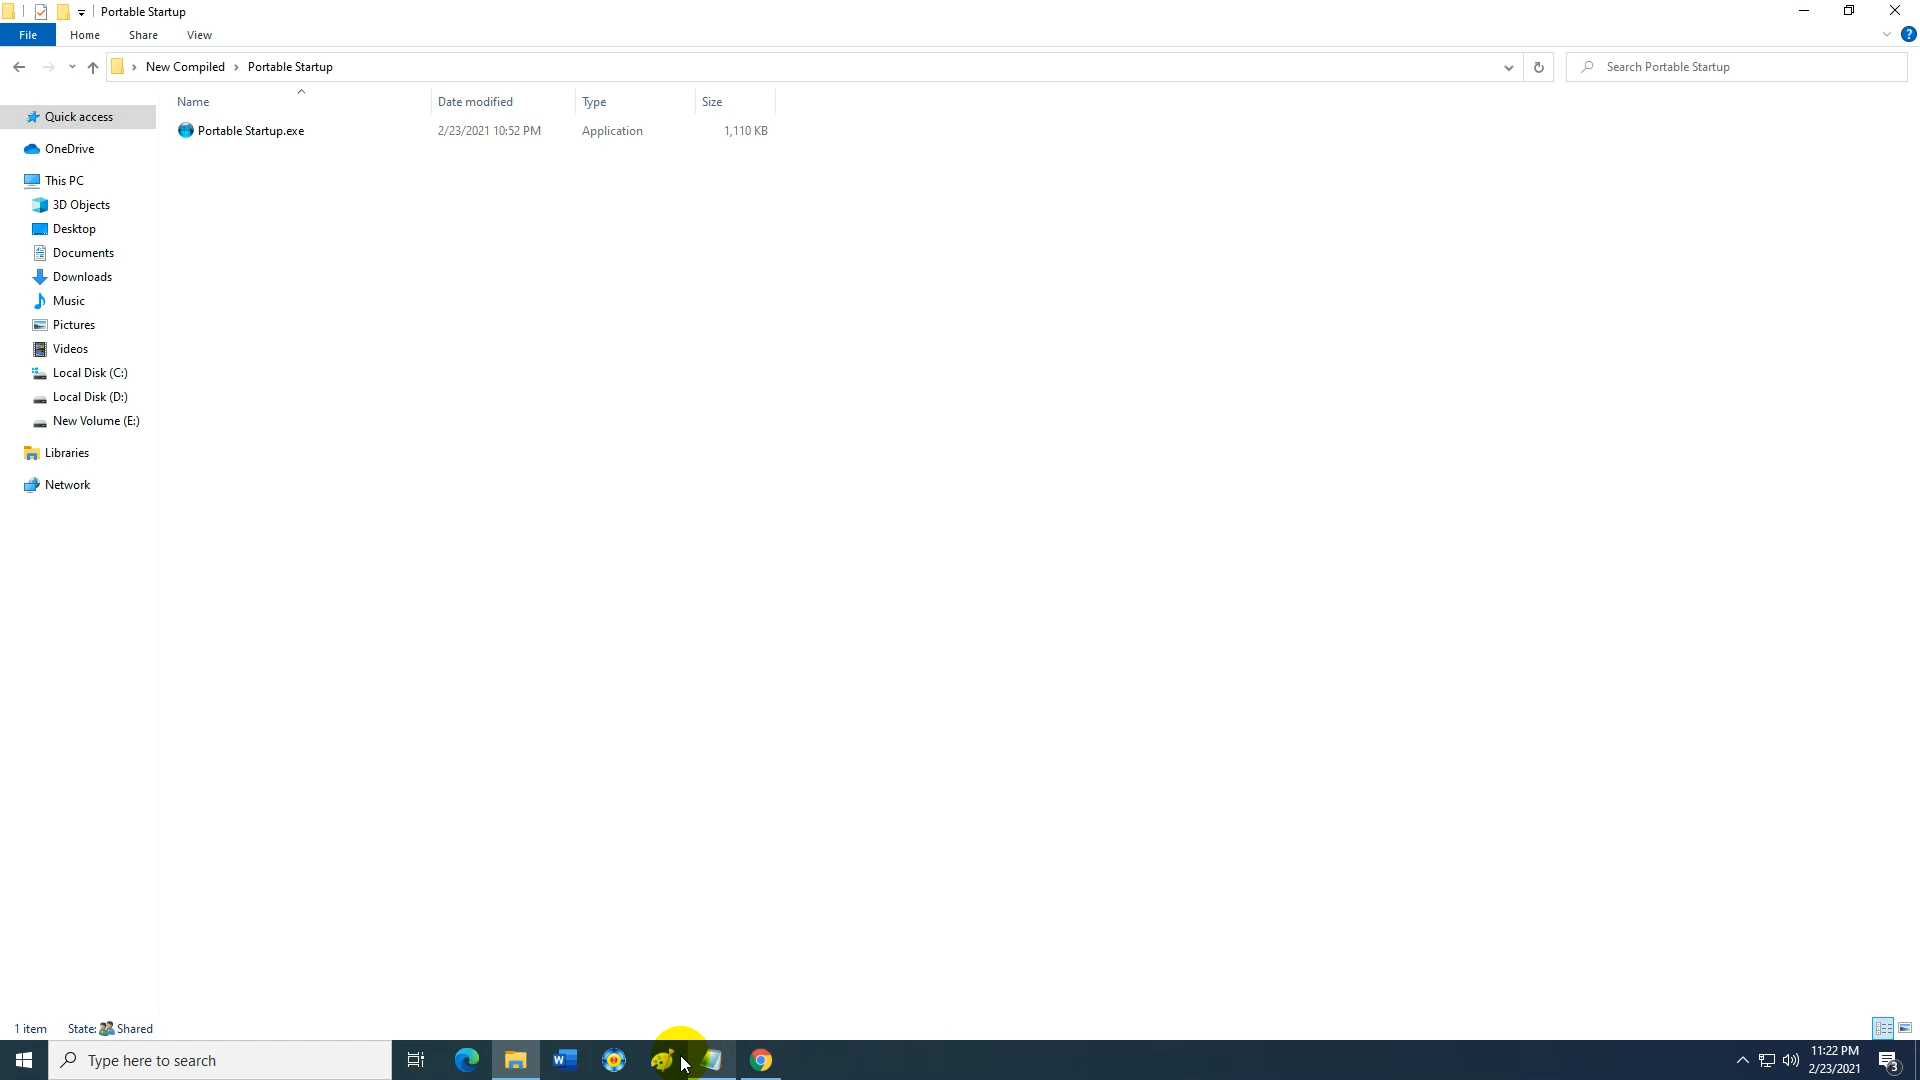 Portable Startup
File Home Share View
New Compiled Portable Startup
Search Portable Startup
Name Date modified Type Size
Portable Startup.exe 2/23/2021 10:52 PM Application 1,110 KB
Quick access
OneDrive
This PC
3D Objects
Desktop
Documents
Downloads
Music
Pictures
Videos
Local Disk (C:)
Local Disk (D:)
New Volume (E:)
Libraries
Network
1 item State: Shared
Type here to search
11:22 PM
2/23/2021
3